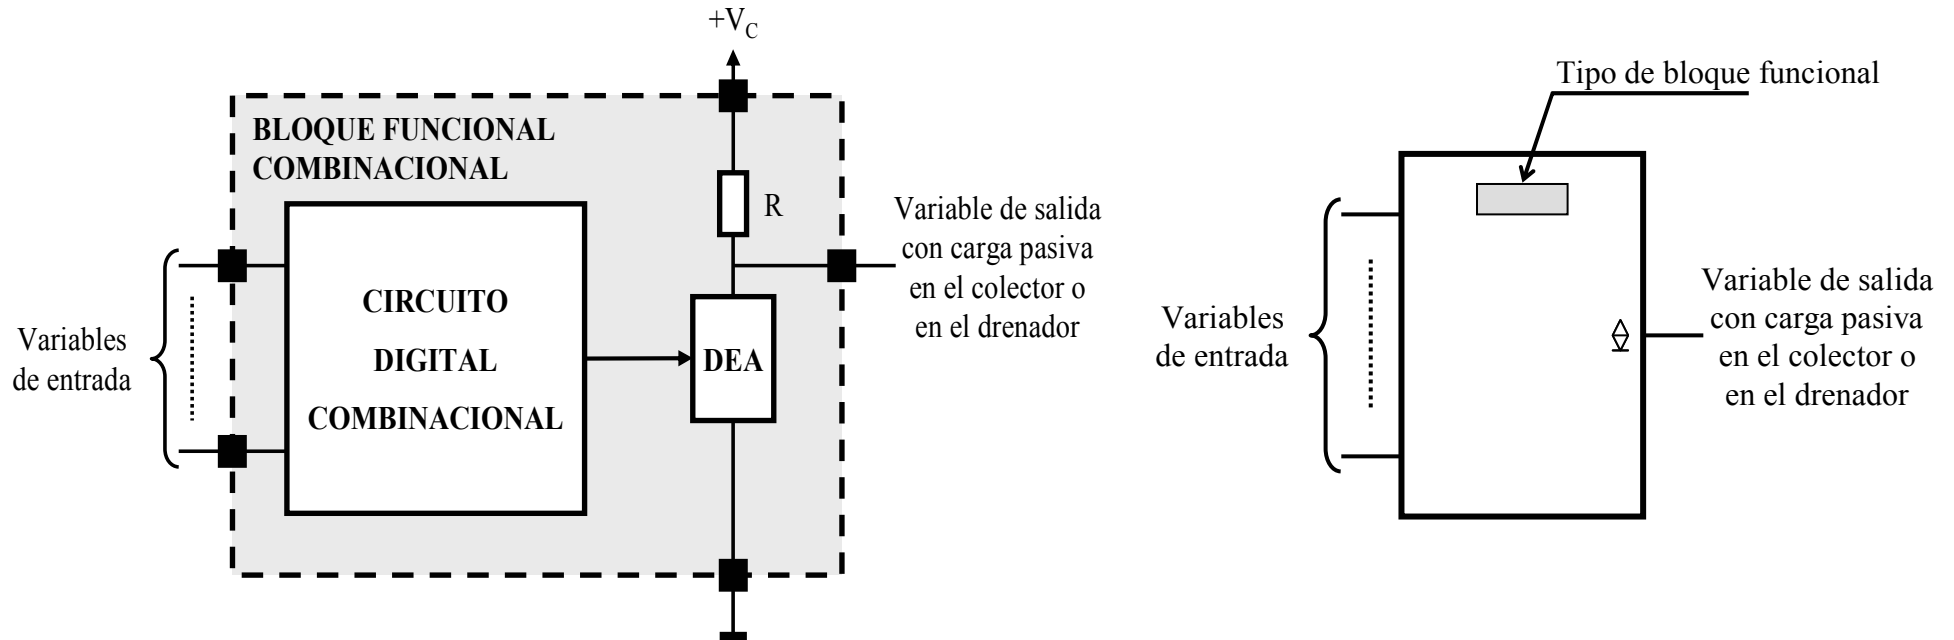 +V_C
BLOQUE FUNCIONAL
COMBINACIONAL
R
Variable de salida
con carga pasiva
en el colector o
en el drenador
CIRCUITO
DIGITAL
COMBINACIONAL
DEA
Variables
de entrada
Tipo de bloque funcional
Variables
de entrada
Variable de salida
con carga pasiva
en el colector o
en el drenador